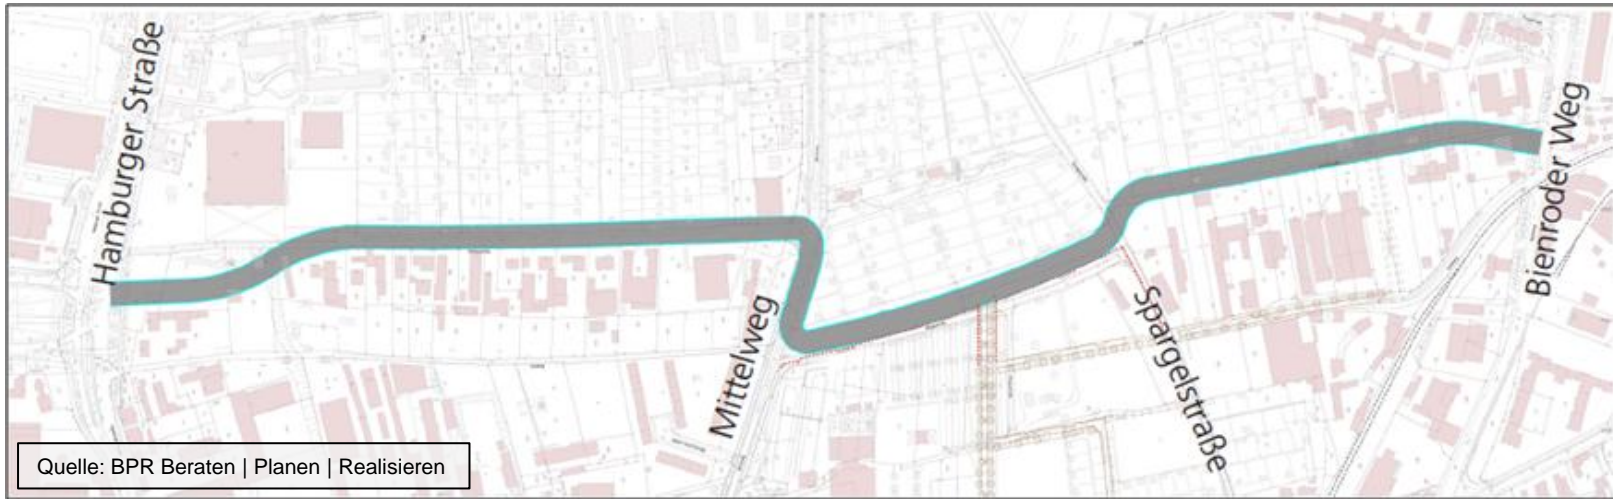 Hamburger Straße
Mittelweg
Spargelstraße
Bienroder Weg
Quelle: BPR Beraten | Planen | Realisieren